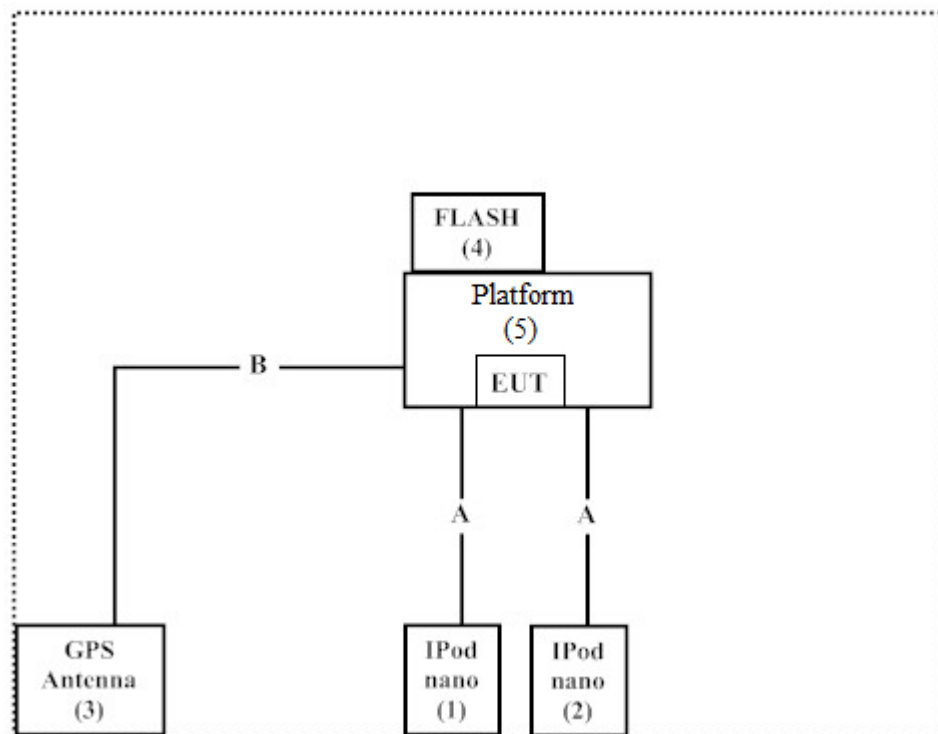 FLASH
(4)
Platform
(5)
EUT
B
A
A
GPS
Antenna
(3)
IPod
nano
(1)
IPod
nano
(2)